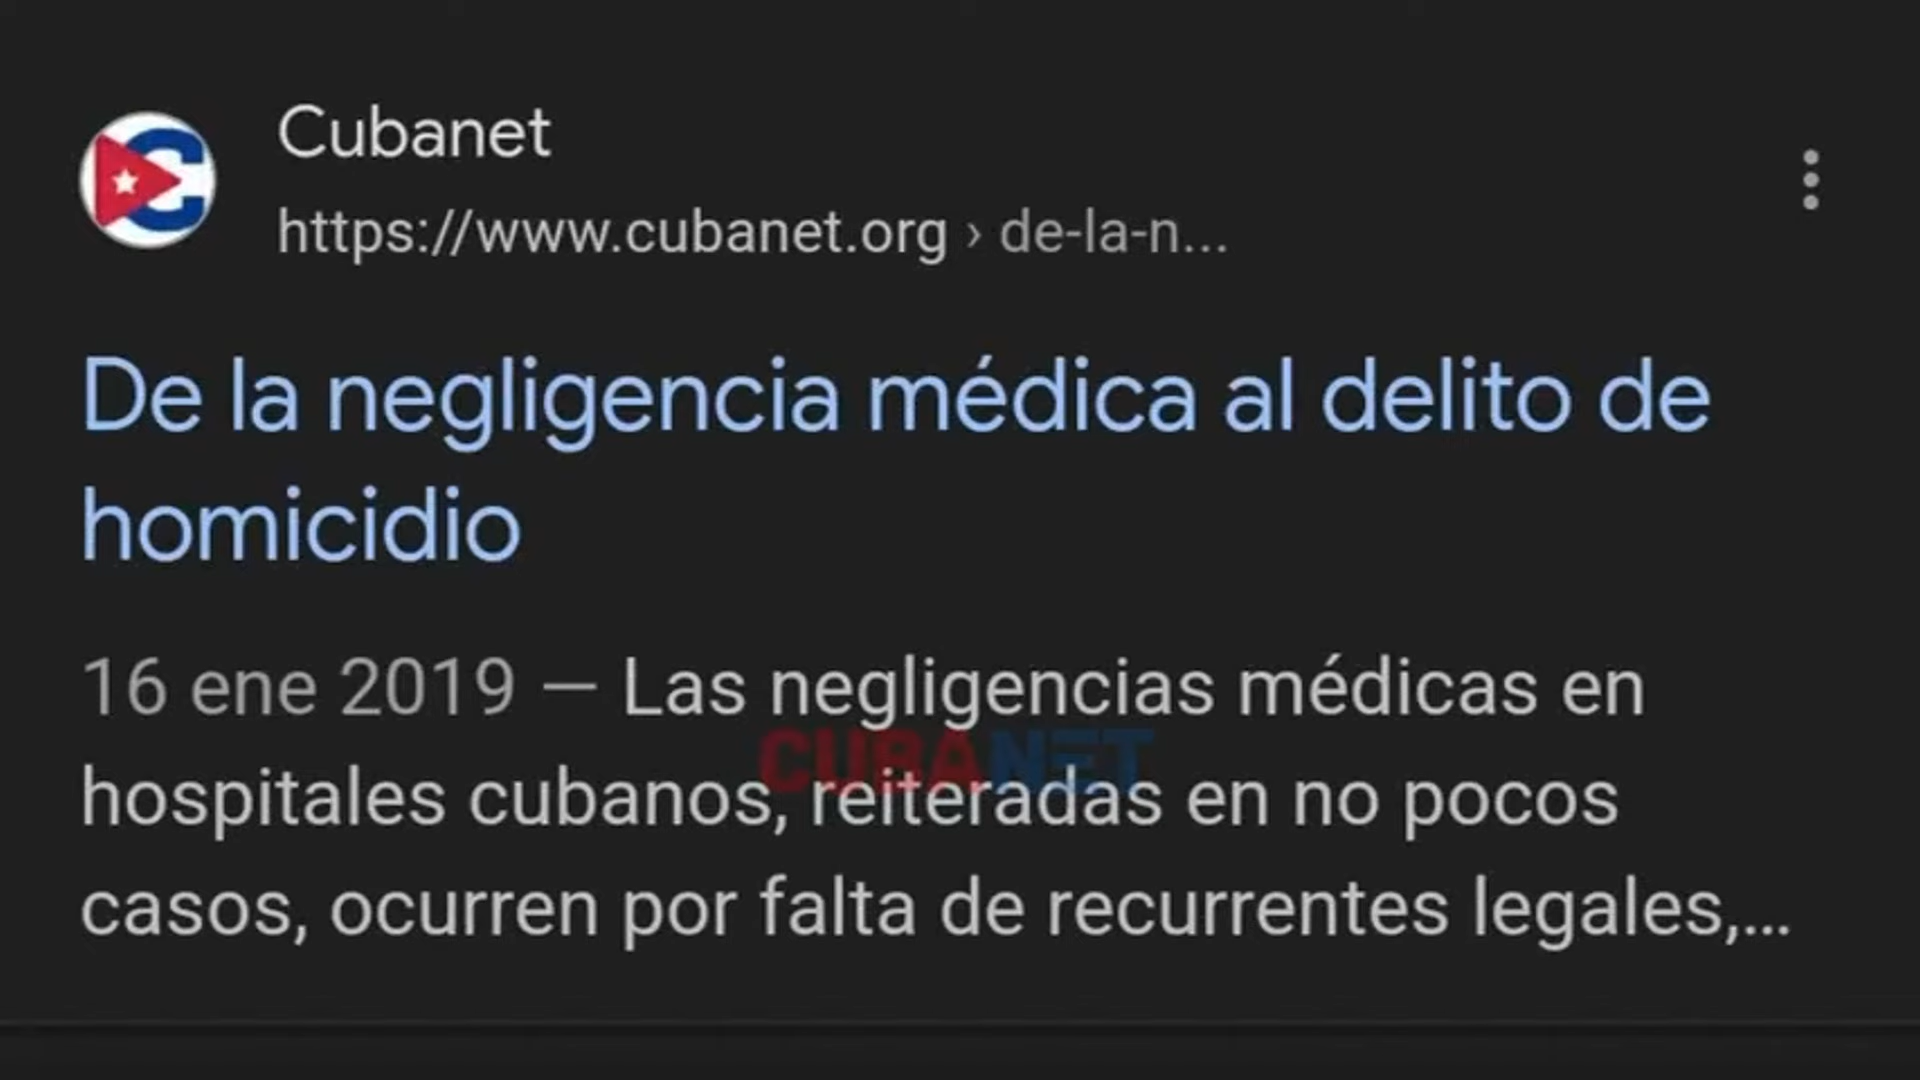 Cubanet
https://www.cubanet.org › de-la-n...
De la negligencia médica al delito de
homicidio
16 ene 2019 — Las negligencias médicas en
CUBANET
hospitales cubanos, reiteradas en no pocos
casos, ocurren por falta de recurrentes legales,...